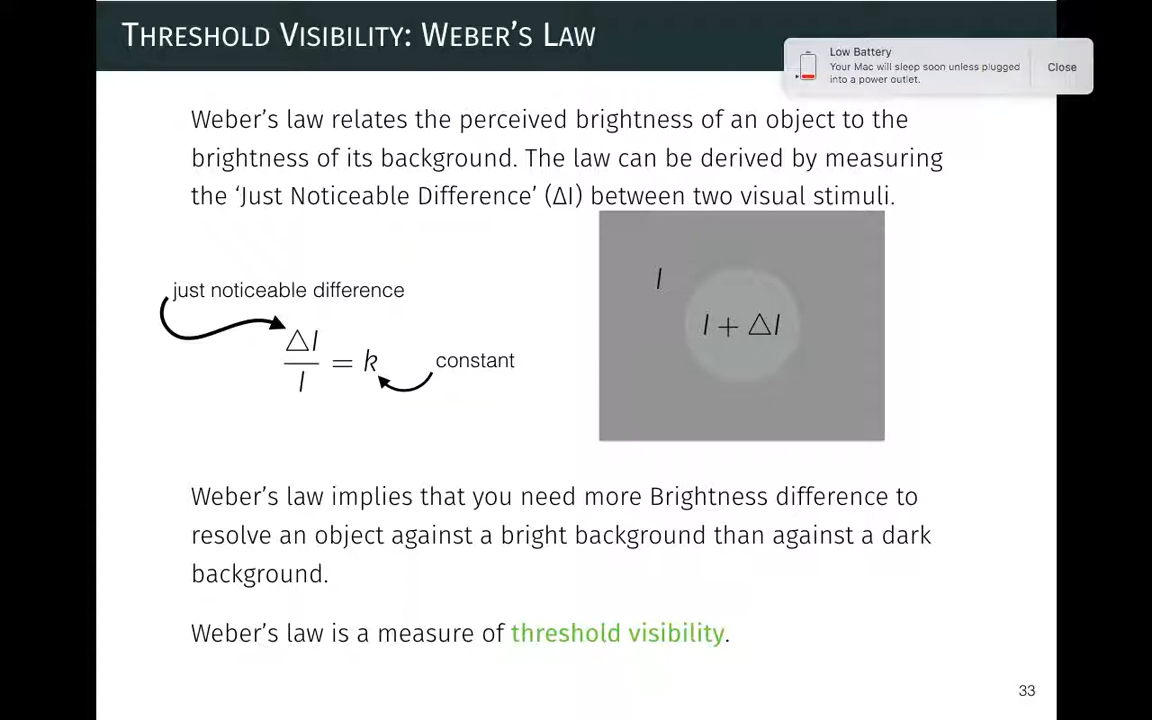 THRESHOLD VISIBILITY: WEBER'S LAW
Low Battery
Your Mac will sleep soon unless plugged
into a power outlet.
Close
Weber's law relates the perceived brightness of an object to the
brightness of its background. The law can be derived by measuring
the ‘Just Noticeable Difference’ (ΔI) between two visual stimuli.
just noticeable difference
△I
/ I = k
constant
I
I + △I
Weber's law implies that you need more Brightness difference to
resolve an object against a bright background than against a dark
background.
Weber's law is a measure of threshold visibility.
33